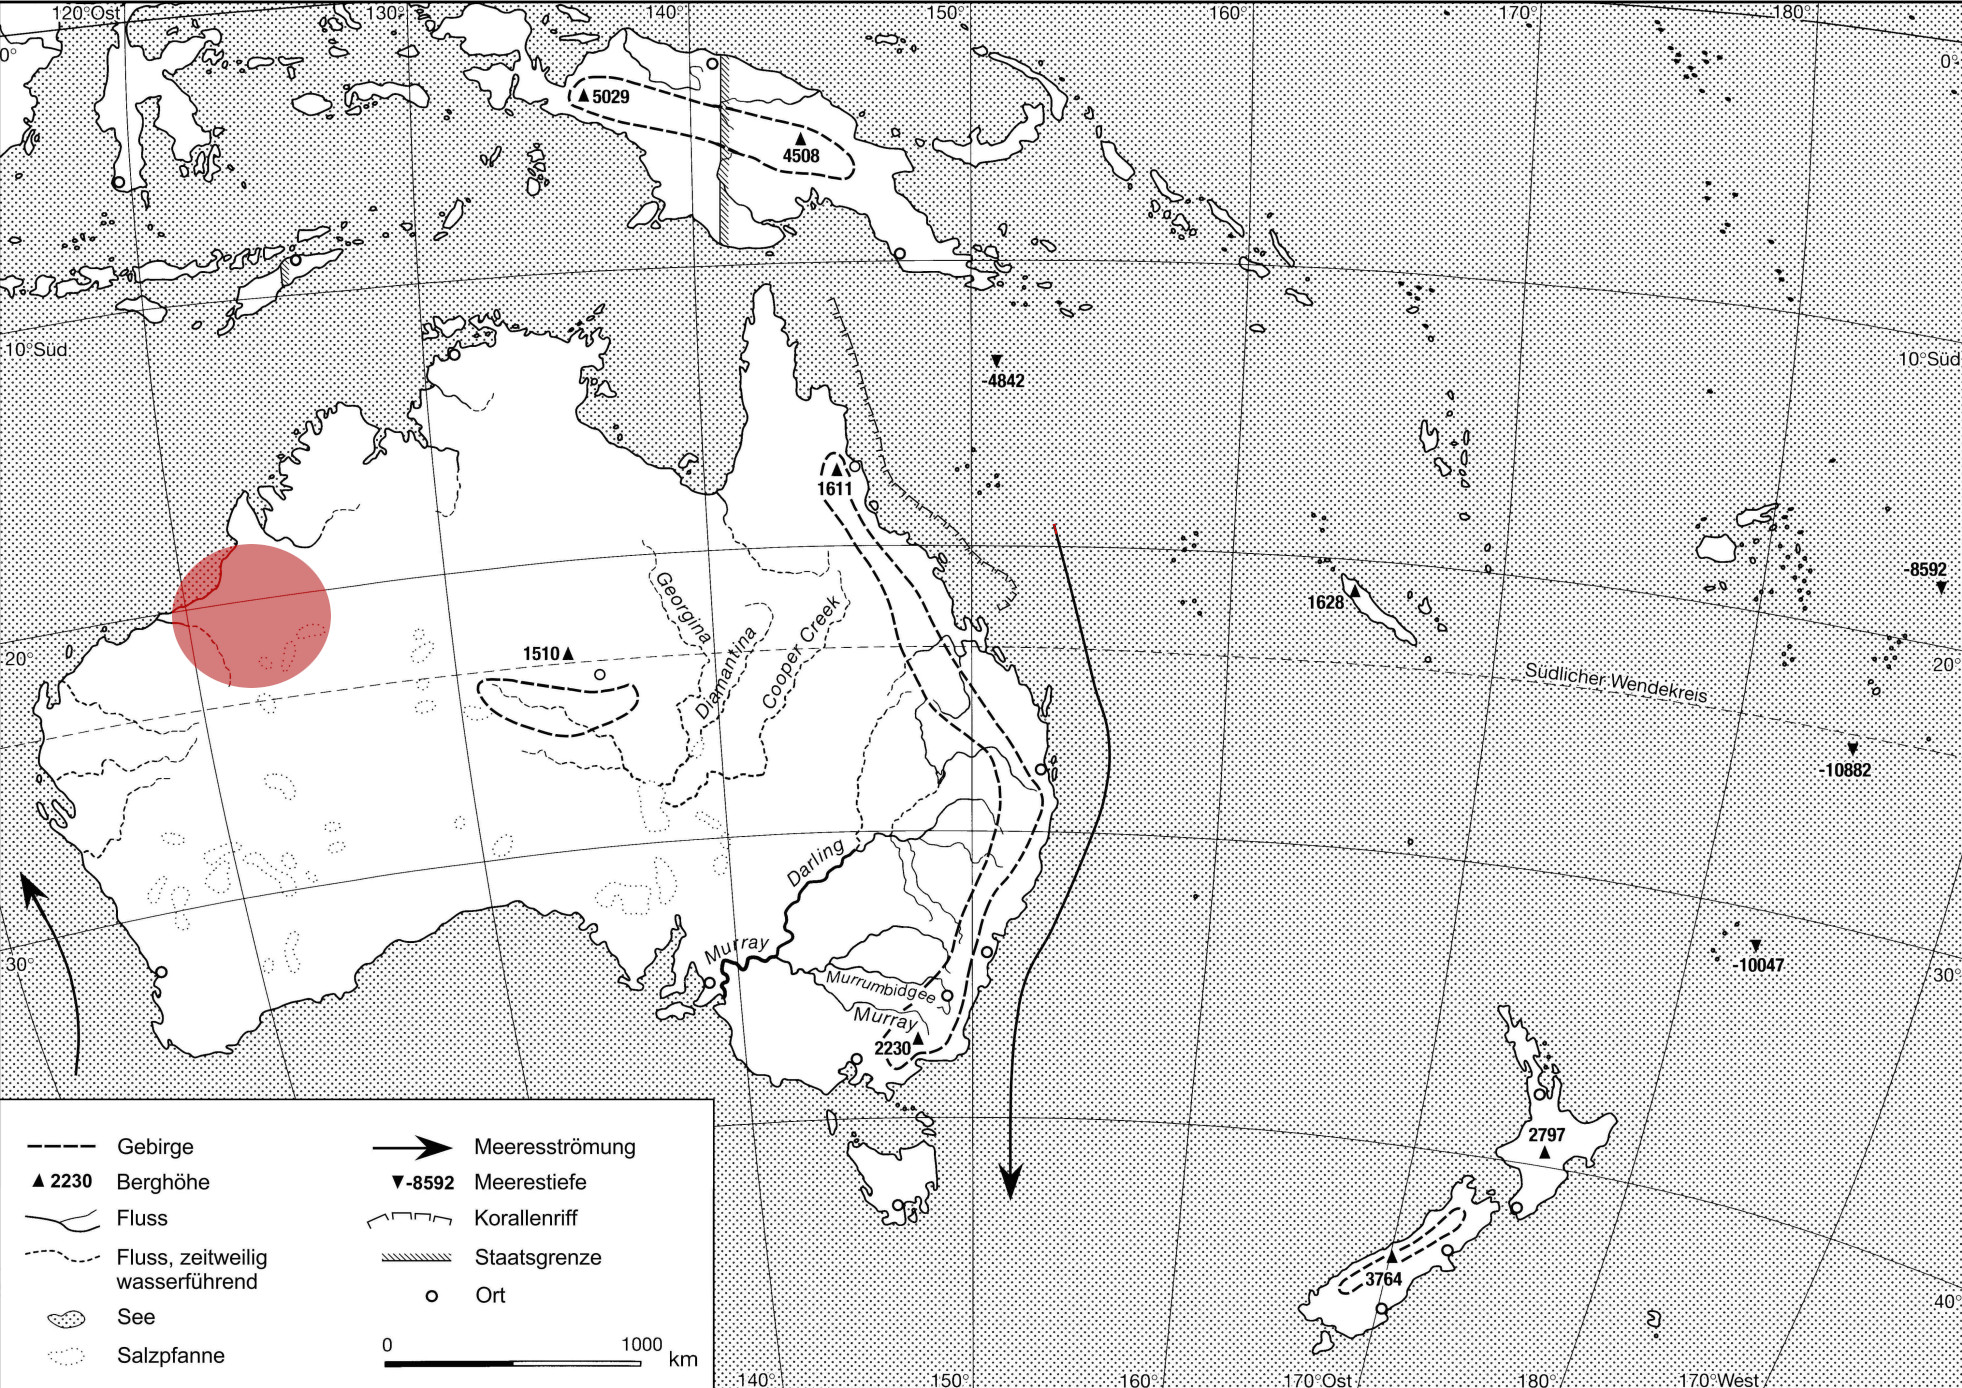 120°Ost
130°
140°
150°
160°
170°
180°
0°
0°
5029
4508
10°Süd
10°Süd
-4842
1611
-8592
1628
Georgina
Diamantina
Cooper Creek
1510
20°
20°
Südlicher Wendekreis
-10882
Darling
Murray
Murrumbidgee
Murray
2230
30°
30°
-10047
2797
3764
40°
Gebirge
2230 Berghöhe
Fluss
Fluss, zeitweilig
wasserführend
See
Salzpfanne
Meeresströmung
-8592 Meerestiefe
Korallenriff
Staatsgrenze
Ort
0 1000 km
140°
150°
160°
170°Ost
180°
170°West